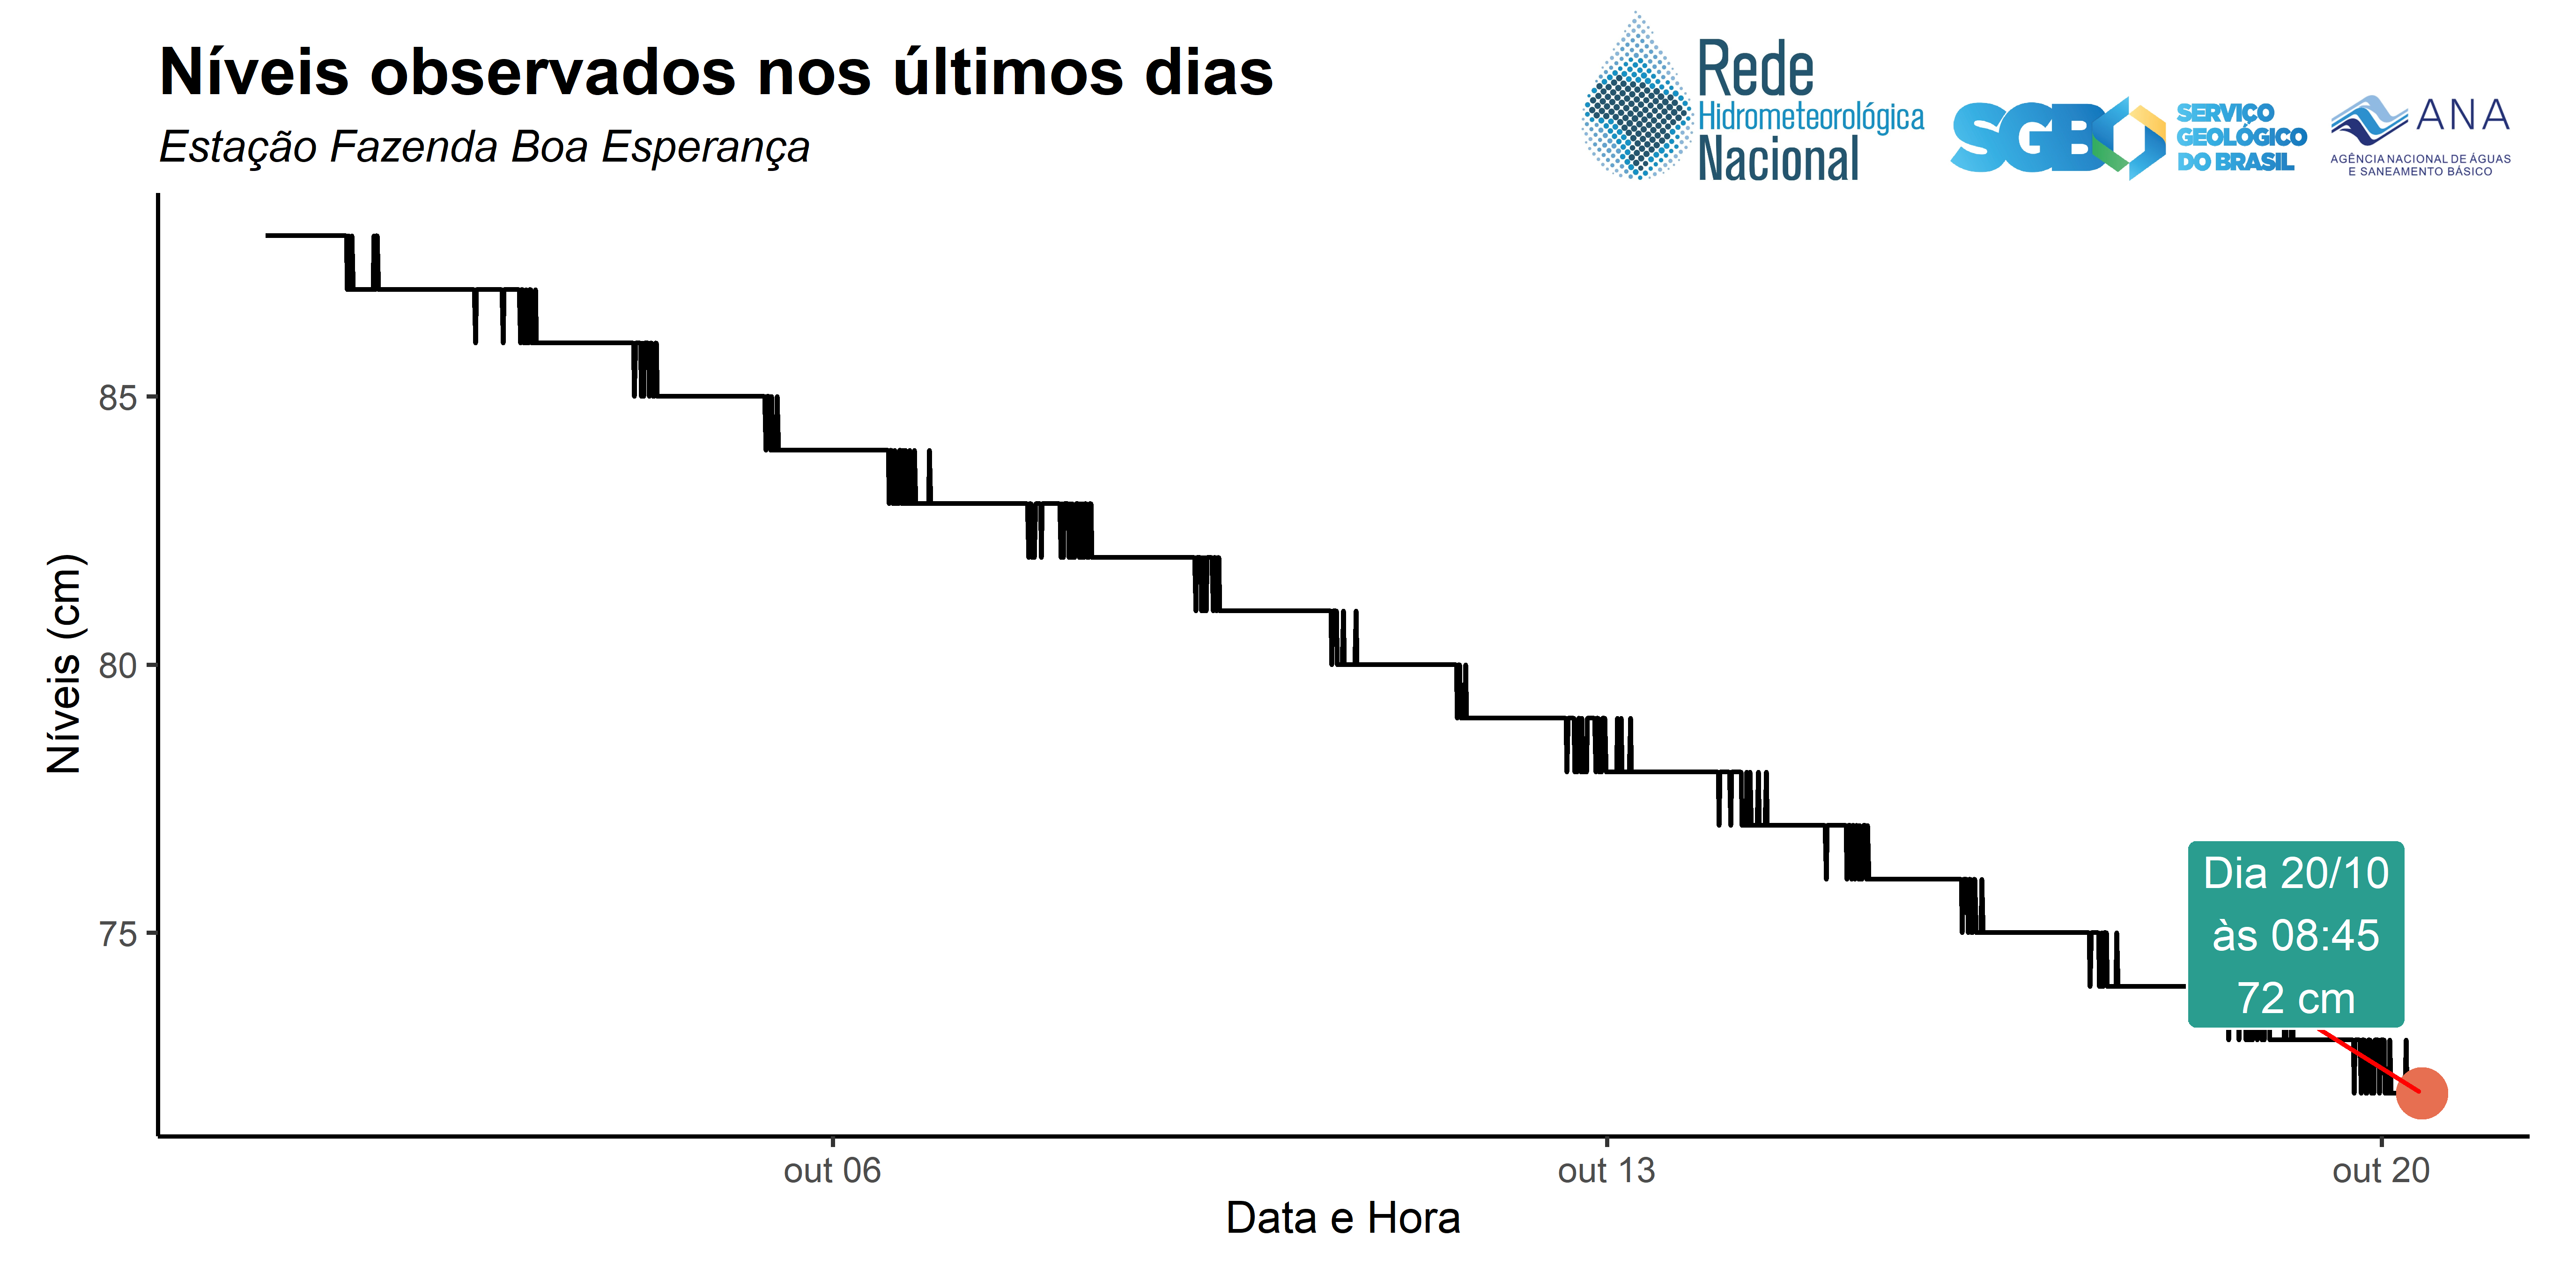 Níveis observados nos últimos dias
Estação Fazenda Boa Esperança
Rede
Hidrometeorológica
Nacional
SGB
SERVIÇO
GEOLÓGICO
DO BRASIL
ANA
AGÊNCIA NACIONAL DE ÁGUAS
E SANEAMENTO BÁSICO
Níveis (cm)
85
80
75
Dia 20/10
às 08:45
72 cm
out 06
out 13
out 20
Data e Hora